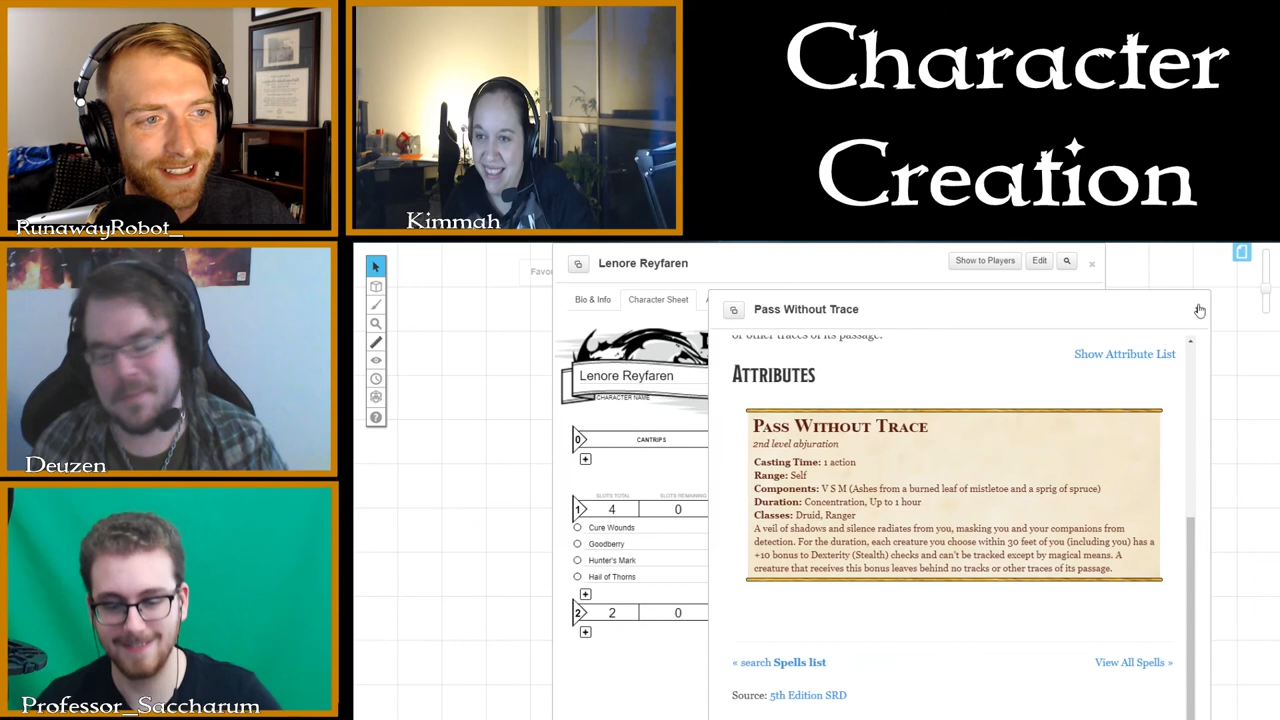 Character
Creation
RunawayRobot_
Kimmah
Deuzen
Professor_Saccharum
Favo
Lenore Reyfaren
Show to Players
Edit
Bio & Info
Character Sheet
Lenore Reyfaren
CHARACTER NAME
0
CANTRIPS
SLOTS TOTAL
SLOTS REMAINING
1
4
0
Cure Wounds
Goodberry
Hunter's Mark
Hail of Thorns
2
2
0
Pass Without Trace
or other traces of its passage.
Show Attribute List
ATTRIBUTES
PASS WITHOUT TRACE
2nd level abjuration
Casting Time: 1 action
Range: Self
Components: V S M (Ashes from a burned leaf of mistletoe and a sprig of spruce)
Duration: Concentration, Up to 1 hour
Classes: Druid, Ranger
A veil of shadows and silence radiates from you, masking you and your companions from
detection. For the duration, each creature you choose within 30 feet of you (including you) has a
+10 bonus to Dexterity (Stealth) checks and can't be tracked except by magical means. A
creature that receives this bonus leaves behind no tracks or other traces of its passage.
« search Spells list
View All Spells »
Source: 5th Edition SRD